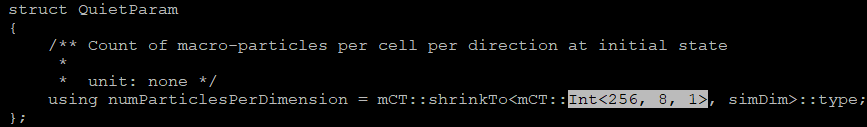 struct QuietParam
{
    /** Count of macro-particles per cell per direction at initial state
     *
     *  unit: none */
    using numParticlesPerDimension = mCT::shrinkTo<mCT::Int<256, 8, 1>, simDim>::type;
};